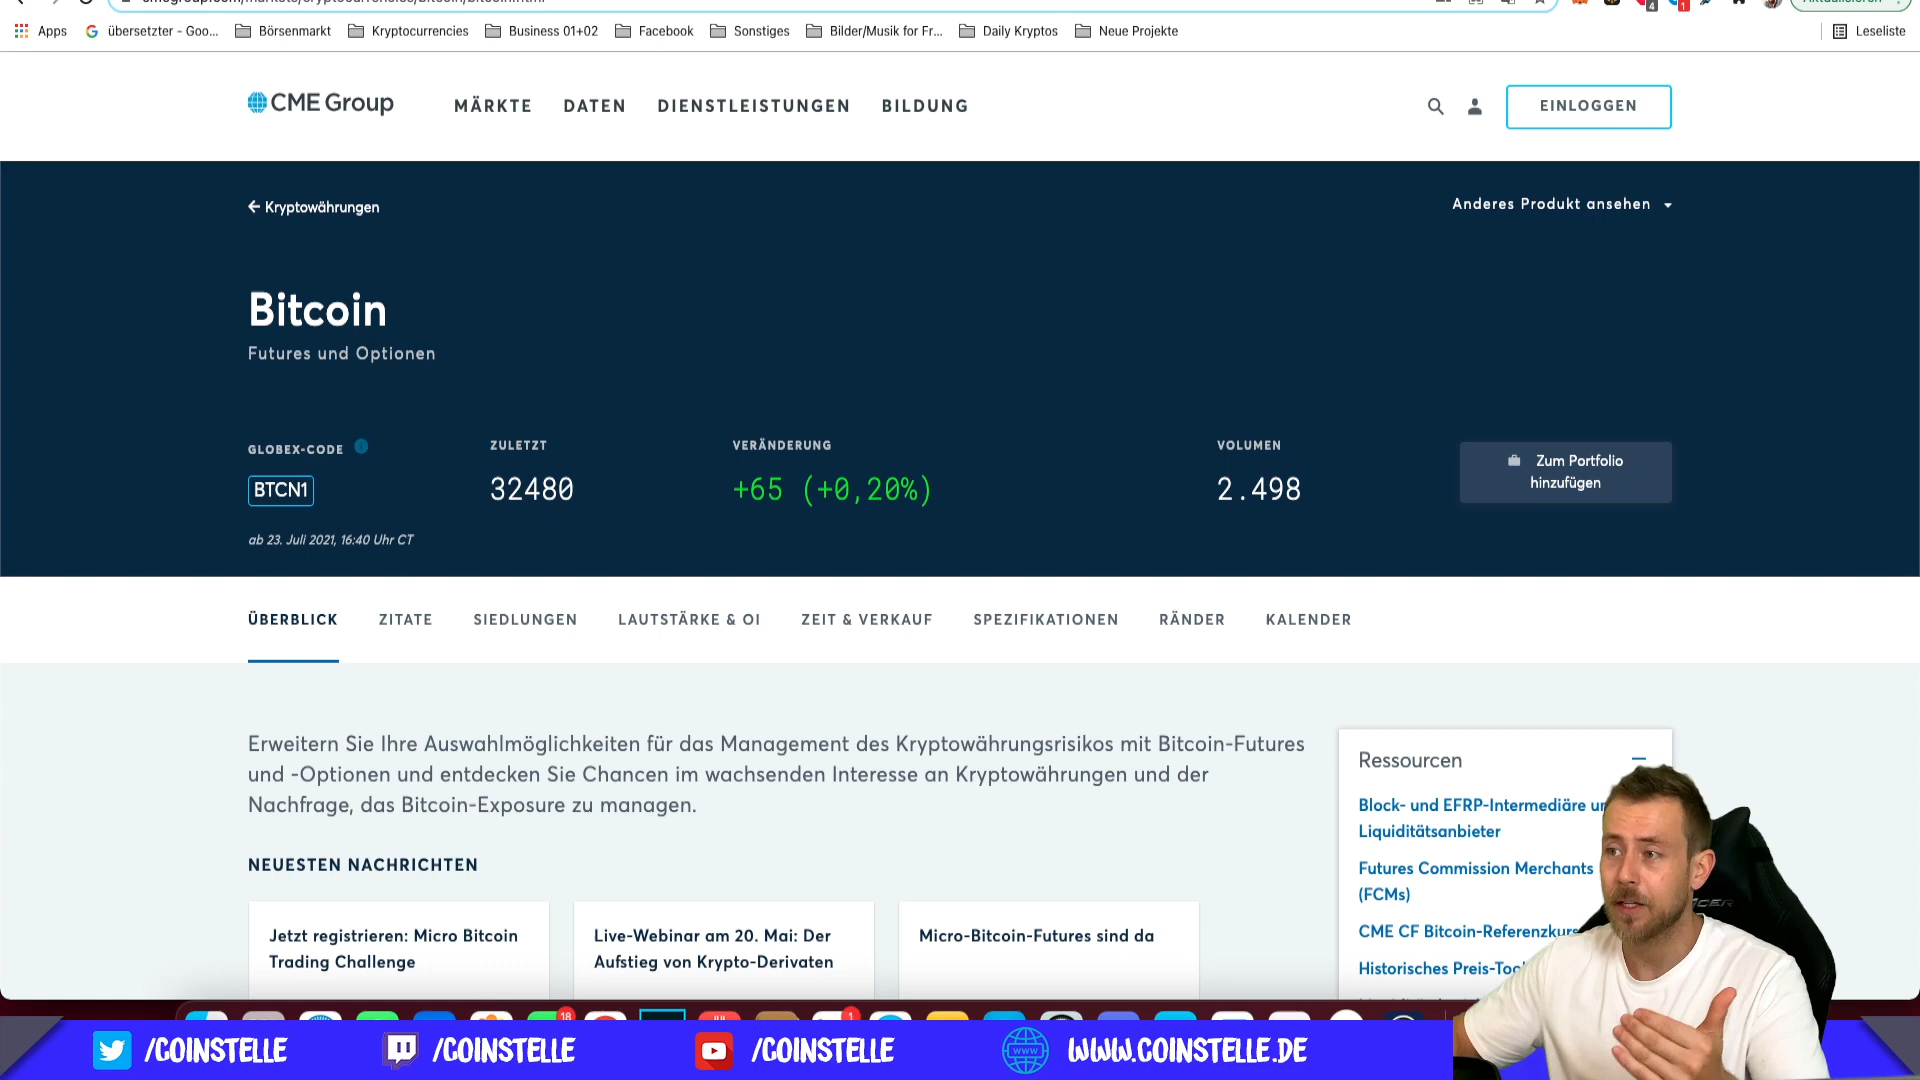 Apps
übersetzter - Goo...
Börsenmarkt
Kryptocurrencies
Business 01+02
Facebook
Sonstiges
Bilder/Musik for Fr...
Daily Kryptos
Neue Projekte
Leseliste
CME Group
MÄRKTE
DATEN
DIENSTLEISTUNGEN
BILDUNG
EINLOGGEN
Kryptowährungen
Anderes Produkt ansehen
Bitcoin
Futures und Optionen
GLOBEX-CODE
ZULETZT
VERÄNDERUNG
VOLUMEN
BTCN1
32480
+65 (+0,20%)
2.498
Zum Portfolio
hinzufügen
ab 23. Juli 2021, 16:40 Uhr CT
ÜBERBLICK
ZITATE
SIEDLUNGEN
LAUTSTÄRKE & OI
ZEIT & VERKAUF
SPEZIFIKATIONEN
RÄNDER
KALENDER
Erweitern Sie Ihre Auswahlmöglichkeiten für das Management des Kryptowährungsrisikos mit Bitcoin-Futures
und -Optionen und entdecken Sie Chancen im wachsenden Interesse an Kryptowährungen und der
Nachfrage, das Bitcoin-Exposure zu managen.
NEUESTEN NACHRICHTEN
Jetzt registrieren: Micro Bitcoin
Trading Challenge
Live-Webinar am 20. Mai: Der
Aufstieg von Krypto-Derivaten
Micro-Bitcoin-Futures sind da
Ressourcen
Block- und EFRP-Intermediäre
Liquiditätsanbieter
Futures Commission Merchants
(FCMs)
CME CF Bitcoin-Referenzkurs
Historisches Preis-Tool
18
1
/COINSTELLE
/COINSTELLE
/COINSTELLE
WWW
WWW.COINSTELLE.DE